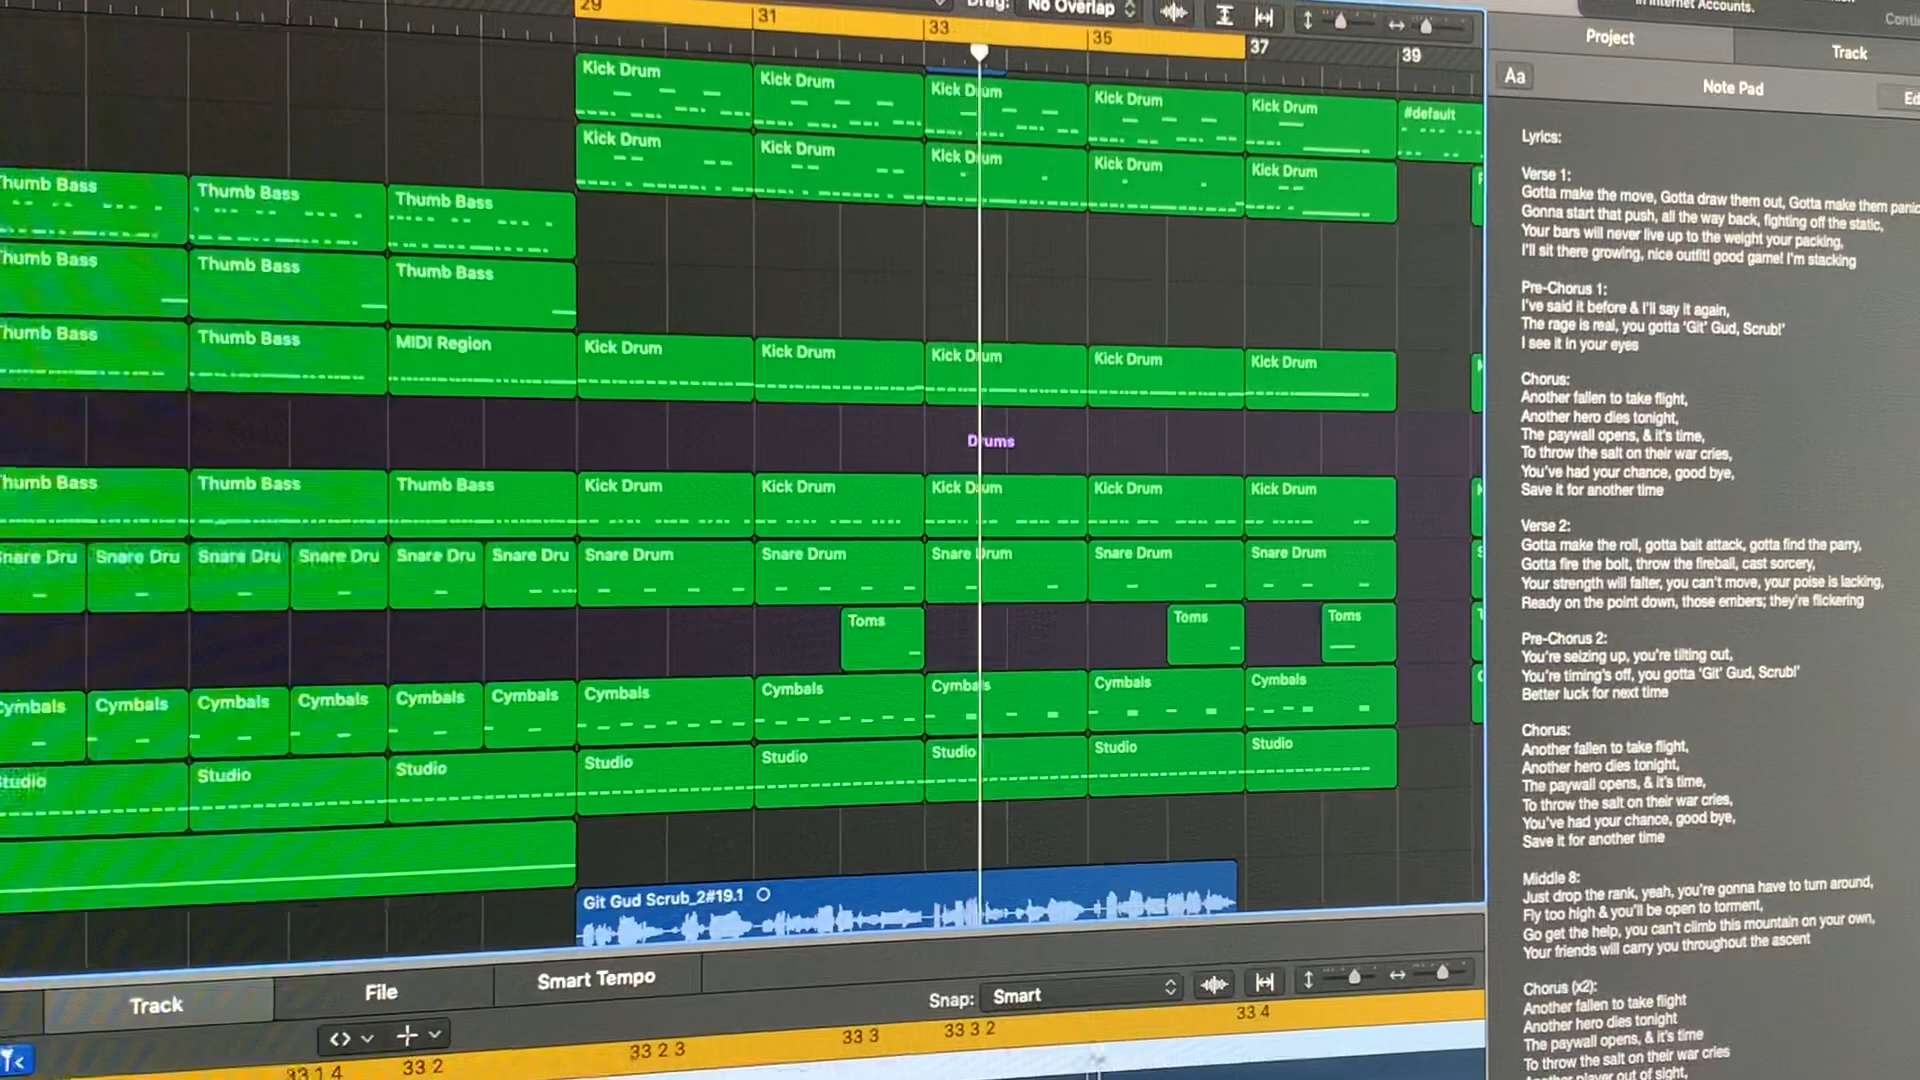 in Internet Accounts.
Drag: No Overlap
29 31 33 35 37 39
Project Track
Aa Note Pad
Kick Drum Kick Drum Kick Drum Kick Drum Kick Drum #default
Kick Drum Kick Drum Kick Drum Kick Drum Kick Drum
Thumb Bass Thumb Bass Thumb Bass
Thumb Bass Thumb Bass Thumb Bass
Thumb Bass Thumb Bass MIDI Region Kick Drum Kick Drum Kick Drum Kick Drum Kick Drum
Drums
Thumb Bass Thumb Bass Thumb Bass Kick Drum Kick Drum Kick Drum Kick Drum Kick Drum
Snare Dru Snare Dru Snare Dru Snare Dru Snare Dru Snare Dru Snare Drum Snare Drum Snare Drum Snare Drum Snare Drum
Toms Toms Toms
Cymbals Cymbals Cymbals Cymbals Cymbals Cymbals Cymbals Cymbals Cymbals Cymbals Cymbals
Studio Studio Studio Studio Studio Studio Studio Studio
Git Gud Scrub_2#19.1
Track File Smart Tempo
Snap: Smart
33 1 4 33 2 33 2 3 33 3 33 3 2 33 4
Lyrics:
Verse 1:
Gotta make the move, Gotta draw them out, Gotta make them panic
Gonna start that push, all the way back, fighting off the static,
Your bars will never live up to the weight your packing,
I'll sit there growing, nice outfit! good game! I'm stacking
Pre-Chorus 1:
I've said it before & I'll say it again,
The rage is real, you gotta 'Git' Gud, Scrub!'
I see it in your eyes
Chorus:
Another fallen to take flight,
Another hero dies tonight,
The paywall opens, & it's time,
To throw the salt on their war cries,
You've had your chance, good bye,
Save it for another time
Verse 2:
Gotta make the roll, gotta bait attack, gotta find the parry,
Gotta fire the bolt, throw the fireball, cast sorcery,
Your strength will falter, you can't move, your poise is lacking,
Ready on the point down, those embers; they're flickering
Pre-Chorus 2:
You're seizing up, you're tilting out,
You're timing's off, you gotta 'Git' Gud, Scrub!'
Better luck for next time
Chorus:
Another fallen to take flight,
Another hero dies tonight,
The paywall opens, & it's time,
To throw the salt on their war cries,
You've had your chance, good bye,
Save it for another time
Middle 8:
Just drop the rank, yeah, you're gonna have to turn around,
Fly too high & you'll be open to torment,
Go get the help, you can't climb this mountain on your own,
Your friends will carry you throughout the ascent
Chorus (x2):
Another fallen to take flight
Another hero dies tonight
The paywall opens, & it's time
To throw the salt on their war cries
Another player out of sight,